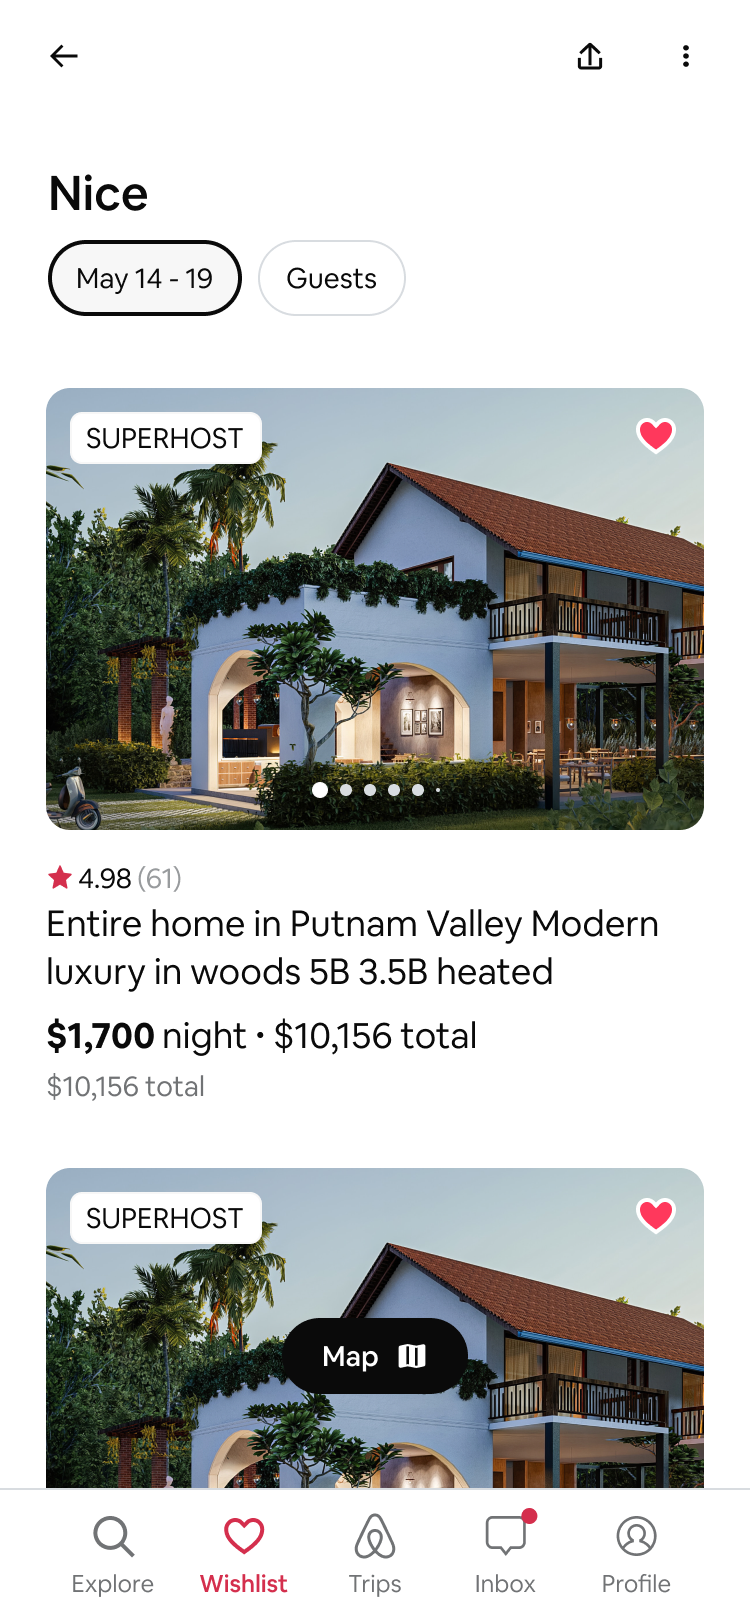 Nice
May 14 - 19
Guests
SUPERHOST
4.98 (61)
Entire home in Putnam Valley Modern
luxury in woods 5B 3.5B heated
$1,700 night · $10,156 total
$10,156 total
SUPERHOST
Map
Explore
Wishlist
Trips
Inbox
Profile